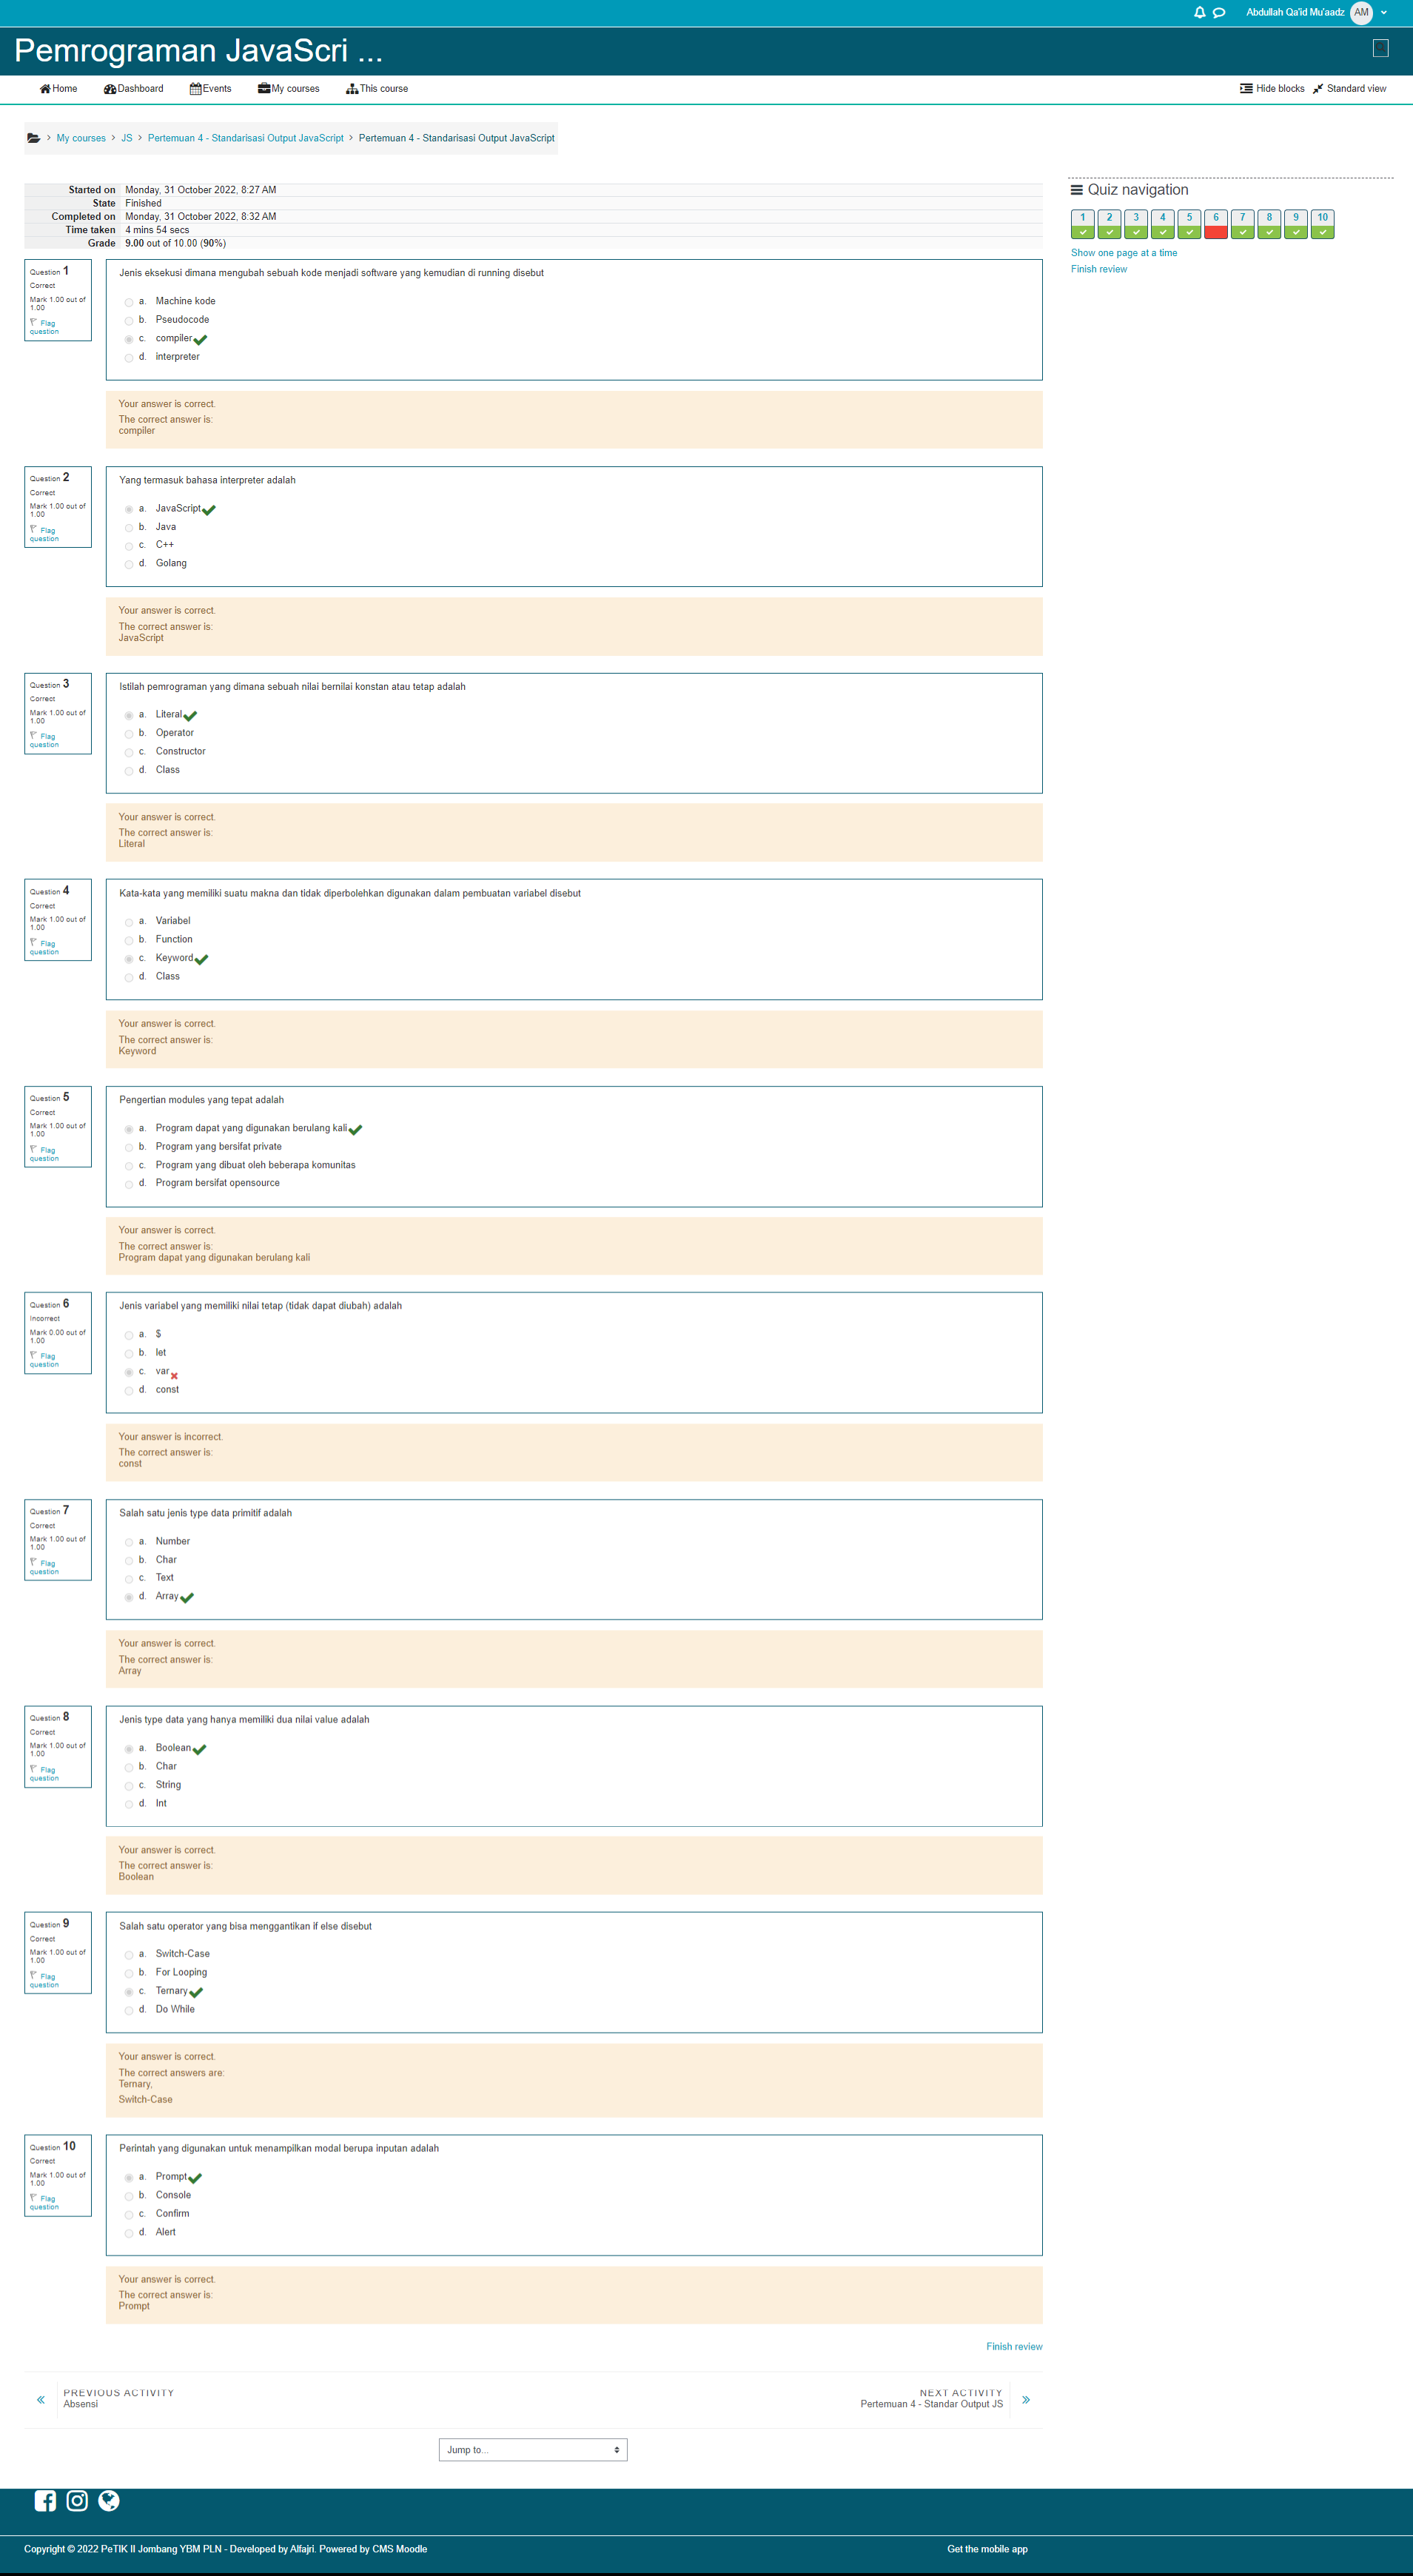 Abdullah Qa'id Mu'aadz AM
Pemrograman JavaScri ...
Home Dashboard Events My courses This course Hide blocks Standard view
My courses > JS > Pertemuan 4 - Standarisasi Output JavaScript > Pertemuan 4 - Standarisasi Output JavaScript
Started on Monday, 31 October 2022, 8:27 AM
State Finished
Completed on Monday, 31 October 2022, 8:32 AM
Time taken 4 mins 54 secs
Grade 9.00 out of 10.00 (90%)
Quiz navigation
1 2 3 4 5 6 7 8 9 10
Show one page at a time
Finish review
Question 1
Correct
Mark 1.00 out of
1.00
Flag
question
Jenis eksekusi dimana mengubah sebuah kode menjadi software yang kemudian di running disebut
a. Machine kode
b. Pseudocode
c. compiler
d. interpreter
Your answer is correct.
The correct answer is:
compiler
Question 2
Correct
Mark 1.00 out of
1.00
Flag
question
Yang termasuk bahasa interpreter adalah
a. JavaScript
b. Java
c. C++
d. Golang
Your answer is correct.
The correct answer is:
JavaScript
Question 3
Correct
Mark 1.00 out of
1.00
Flag
question
Istilah pemrograman yang dimana sebuah nilai bernilai konstan atau tetap adalah
a. Literal
b. Operator
c. Constructor
d. Class
Your answer is correct.
The correct answer is:
Literal
Question 4
Correct
Mark 1.00 out of
1.00
Flag
question
Kata-kata yang memiliki suatu makna dan tidak diperbolehkan digunakan dalam pembuatan variabel disebut
a. Variabel
b. Function
c. Keyword
d. Class
Your answer is correct.
The correct answer is:
Keyword
Question 5
Correct
Mark 1.00 out of
1.00
Flag
question
Pengertian modules yang tepat adalah
a. Program dapat yang digunakan berulang kali
b. Program yang bersifat private
c. Program yang dibuat oleh beberapa komunitas
d. Program bersifat opensource
Your answer is correct.
The correct answer is:
Program dapat yang digunakan berulang kali
Question 6
Incorrect
Mark 0.00 out of
1.00
Flag
question
Jenis variabel yang memiliki nilai tetap (tidak dapat diubah) adalah
a. $
b. let
c. var
d. const
Your answer is incorrect.
The correct answer is:
const
Question 7
Correct
Mark 1.00 out of
1.00
Flag
question
Salah satu jenis type data primitif adalah
a. Number
b. Char
c. Text
d. Array
Your answer is correct.
The correct answer is:
Array
Question 8
Correct
Mark 1.00 out of
1.00
Flag
question
Jenis type data yang hanya memiliki dua nilai value adalah
a. Boolean
b. Char
c. String
d. Int
Your answer is correct.
The correct answer is:
Boolean
Question 9
Correct
Mark 1.00 out of
1.00
Flag
question
Salah satu operator yang bisa menggantikan if else disebut
a. Switch-Case
b. For Looping
c. Ternary
d. Do While
Your answer is correct.
The correct answers are:
Ternary,
Switch-Case
Question 10
Correct
Mark 1.00 out of
1.00
Flag
question
Perintah yang digunakan untuk menampilkan modal berupa inputan adalah
a. Prompt
b. Console
c. Confirm
d. Alert
Your answer is correct.
The correct answer is:
Prompt
Finish review
PREVIOUS ACTIVITY
Absensi
NEXT ACTIVITY
Pertemuan 4 - Standar Output JS
Jump to...
Copyright © 2022 PeTIK II Jombang YBM PLN - Developed by Alfajri. Powered by CMS Moodle
Get the mobile app